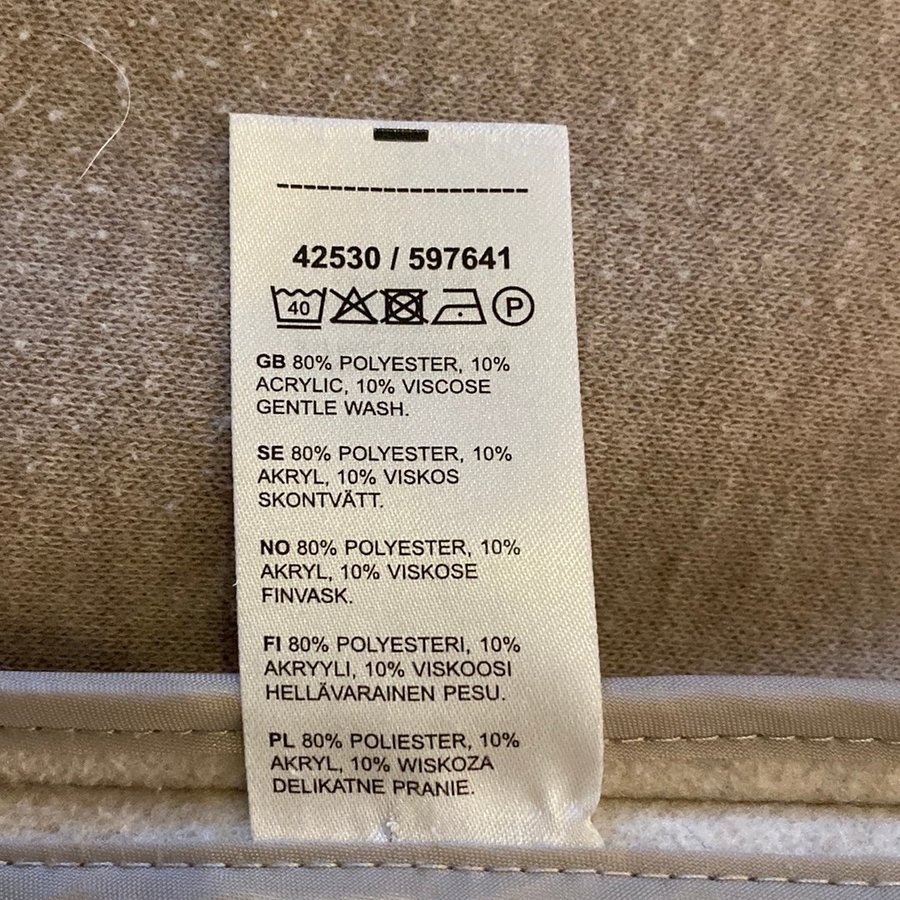 42530 / 597641
40 P
GB 80% POLYESTER, 10%
ACRYLIC, 10% VISCOSE
GENTLE WASH.
SE 80% POLYESTER, 10%
AKRYL, 10% VISKOS
SKONTVÄTT.
NO 80% POLYESTER, 10%
AKRYL, 10% VISKOSE
FINVASK.
FI 80% POLYESTERI, 10%
AKRYYLI, 10% VISKOOSI
HELLÄVARAINEN PESU.
PL 80% POLIESTER, 10%
AKRYL, 10% WISKOZA
DELIKATNE PRANIE.